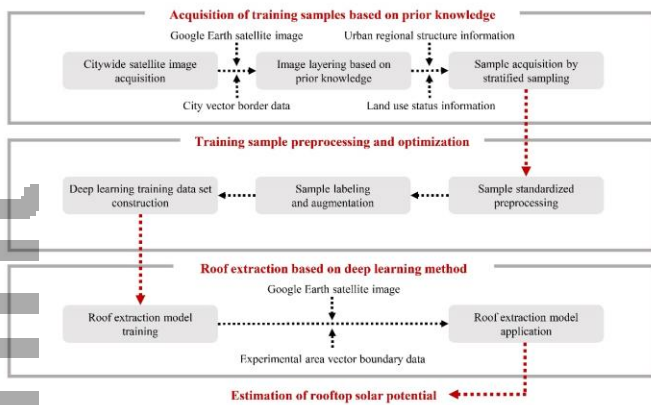 Acquisition of training samples based on prior knowledge
Google Earth satellite image
Urban regional structure information
Citywide satellite image
acquisition
Image layering based on
prior knowledge
Sample acquisition by
stratified sampling
City vector border data
Land use status information
Training sample preprocessing and optimization
Deep learning training data set
construction
Sample labeling
and augmentation
Sample standardized
preprocessing
Roof extraction based on deep learning method
Google Earth satellite image
Roof extraction model
training
Roof extraction model
application
Experimental area vector boundary data
Estimation of rooftop solar potential